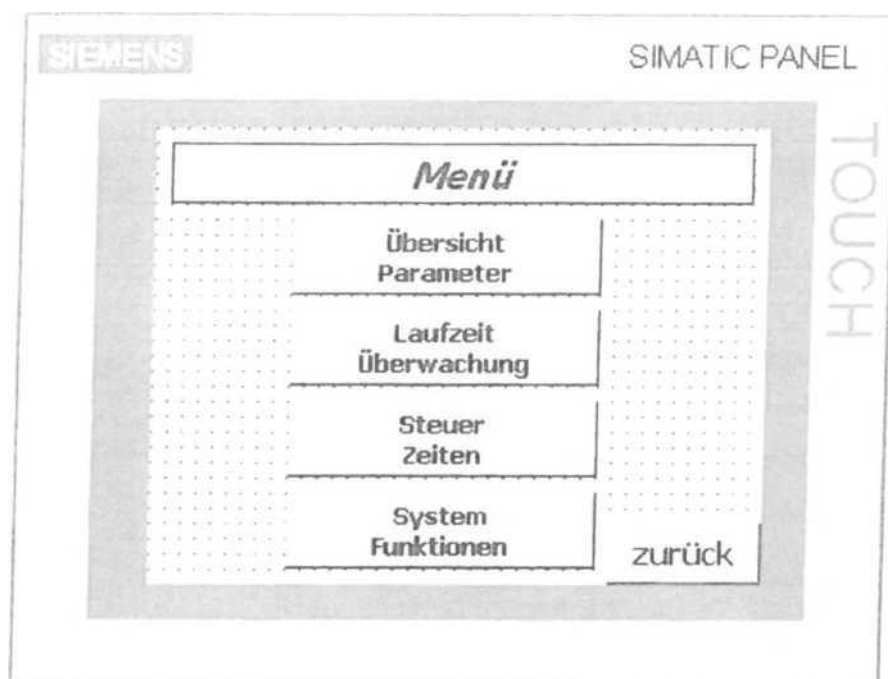 SIEMENS
SIMATIC PANEL
TOUCH
Menü
Übersicht
Parameter
Laufzeit
Überwachung
Steuer
Zeiten
System
Funktionen
zurück